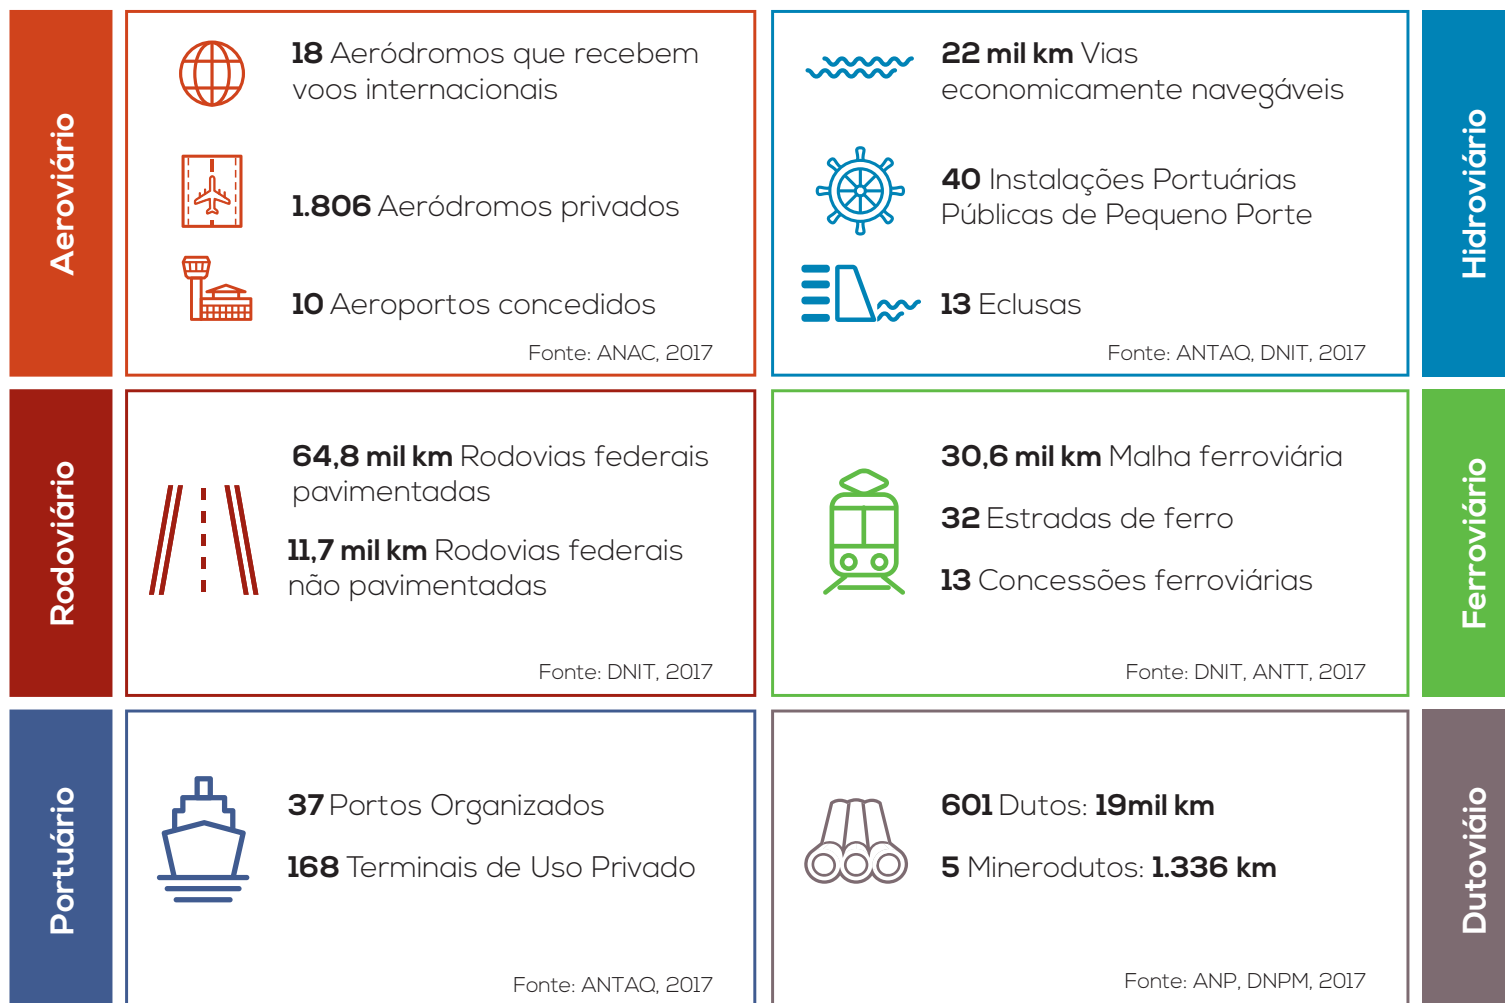 Aeroviário
18 Aeródromos que recebem
voos internacionais
1.806 Aeródromos privados
10 Aeroportos concedidos
Fonte: ANAC, 2017
22 mil km Vias
economicamente navegáveis
40 Instalações Portuárias
Públicas de Pequeno Porte
13 Eclusas
Fonte: ANTAQ, DNIT, 2017
Hidroviário
Rodoviário
64,8 mil km Rodovias federais
pavimentadas
11,7 mil km Rodovias federais
não pavimentadas
Fonte: DNIT, 2017
30,6 mil km Malha ferroviária
32 Estradas de ferro
13 Concessões ferroviárias
Fonte: DNIT, ANTT, 2017
Ferroviário
Portuário
37 Portos Organizados
168 Terminais de Uso Privado
Fonte: ANTAQ, 2017
601 Dutos: 19mil km
5 Minerodutos: 1.336 km
Fonte: ANP, DNPM, 2017
Dutoviáio